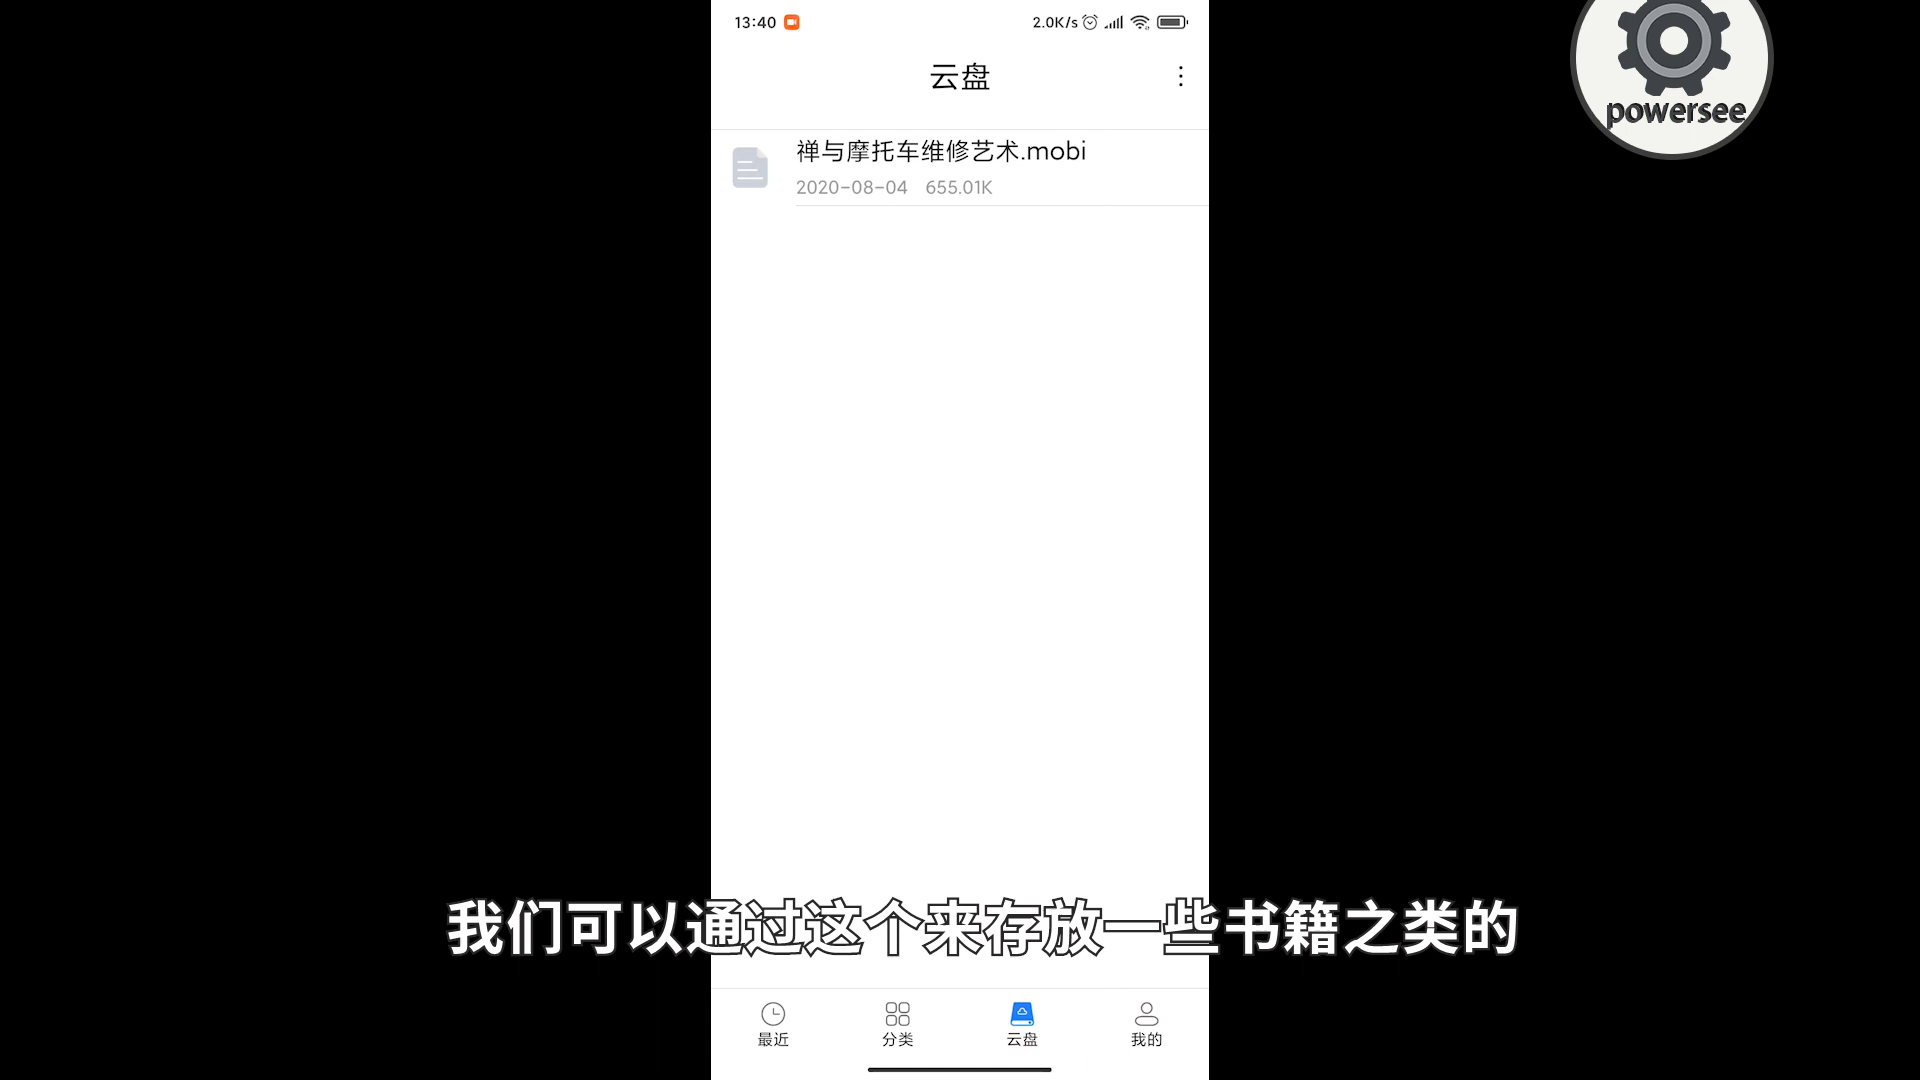 13:40
2.0K/s
powersee
云盘
禅与摩托车维修艺术.mobi
2020-08-04 655.01K
我们可以通过这个来存放一些书籍之类的
最近 分类 云盘 我的